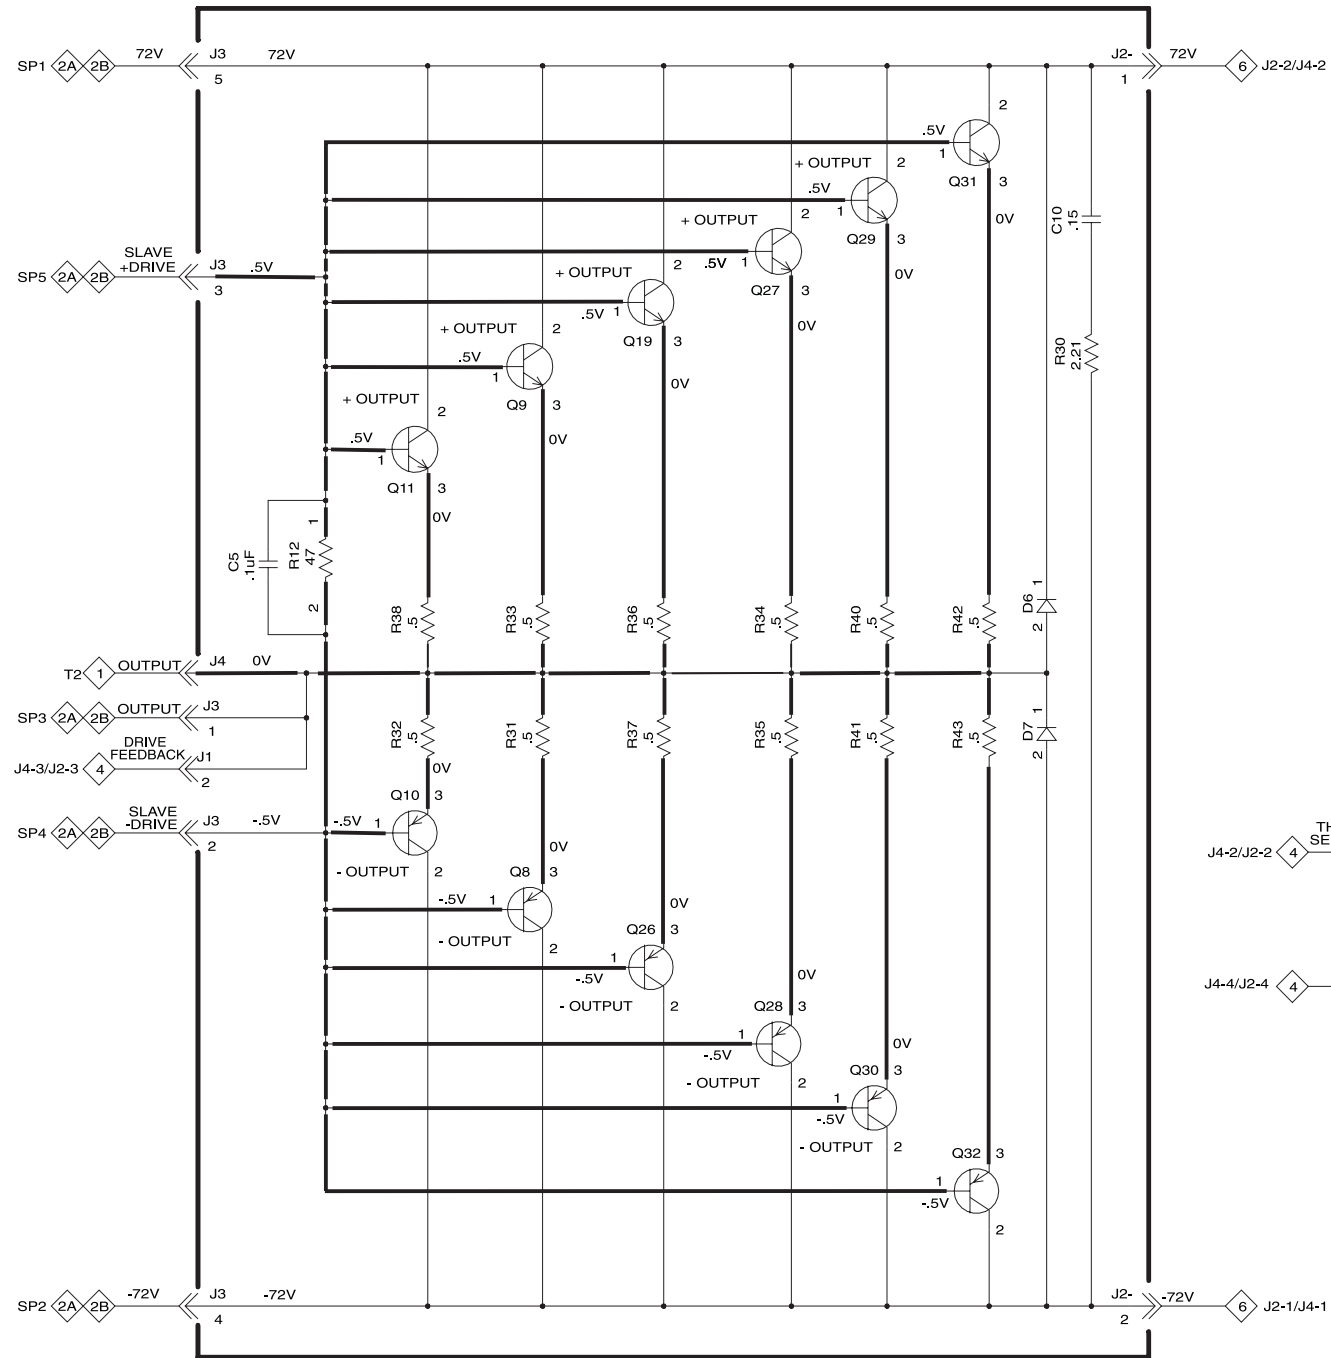 SP1 2A 2B 72V J3 5 72V J2- 1 72V 6 J2-2/J4-2
2
.5V
1 Q31 3
0V
+ OUTPUT 2
.5V
1 Q29 3
0V
C10 .15
+ OUTPUT 2
.5V 1
Q27 3
0V
SP5 2A 2B SLAVE +DRIVE J3 3 .5V
+ OUTPUT 2
.5V 1
Q19 3
0V
R30 2.21
+ OUTPUT 2
.5V
1 Q9 3
0V
+ OUTPUT 2
.5V
1 Q11 3
0V
C5 .1uF
R12 47
1
2
R38 .5
R33 .5
R36 .5
R34 .5
R40 .5
R42 .5
D6 1 2
T2 1 OUTPUT J4 0V
SP3 2A 2B OUTPUT J3 1
R32 .5
R31 .5
R37 .5
R35 .5
R41 .5
R43 .5
D7 1 2
J4-3/J2-3 4 DRIVE FEEDBACK J1 2
0V
Q10 3
SP4 2A 2B SLAVE -DRIVE J3 2 -.5V -.5V 1
- OUTPUT 2
0V
Q8 3
-.5V 1
- OUTPUT 2
J4-2/J2-2 4 TH
SE
0V
Q26 3
1
-.5V
- OUTPUT 2
J4-4/J2-4 4
0V
Q28 3
1
-.5V
- OUTPUT 2
0V
Q30 3
1
-.5V
- OUTPUT 2
Q32 3
1
-.5V
2
SP2 2A 2B -72V J3 4 -72V J2- 2 -72V 6 J2-1/J4-1